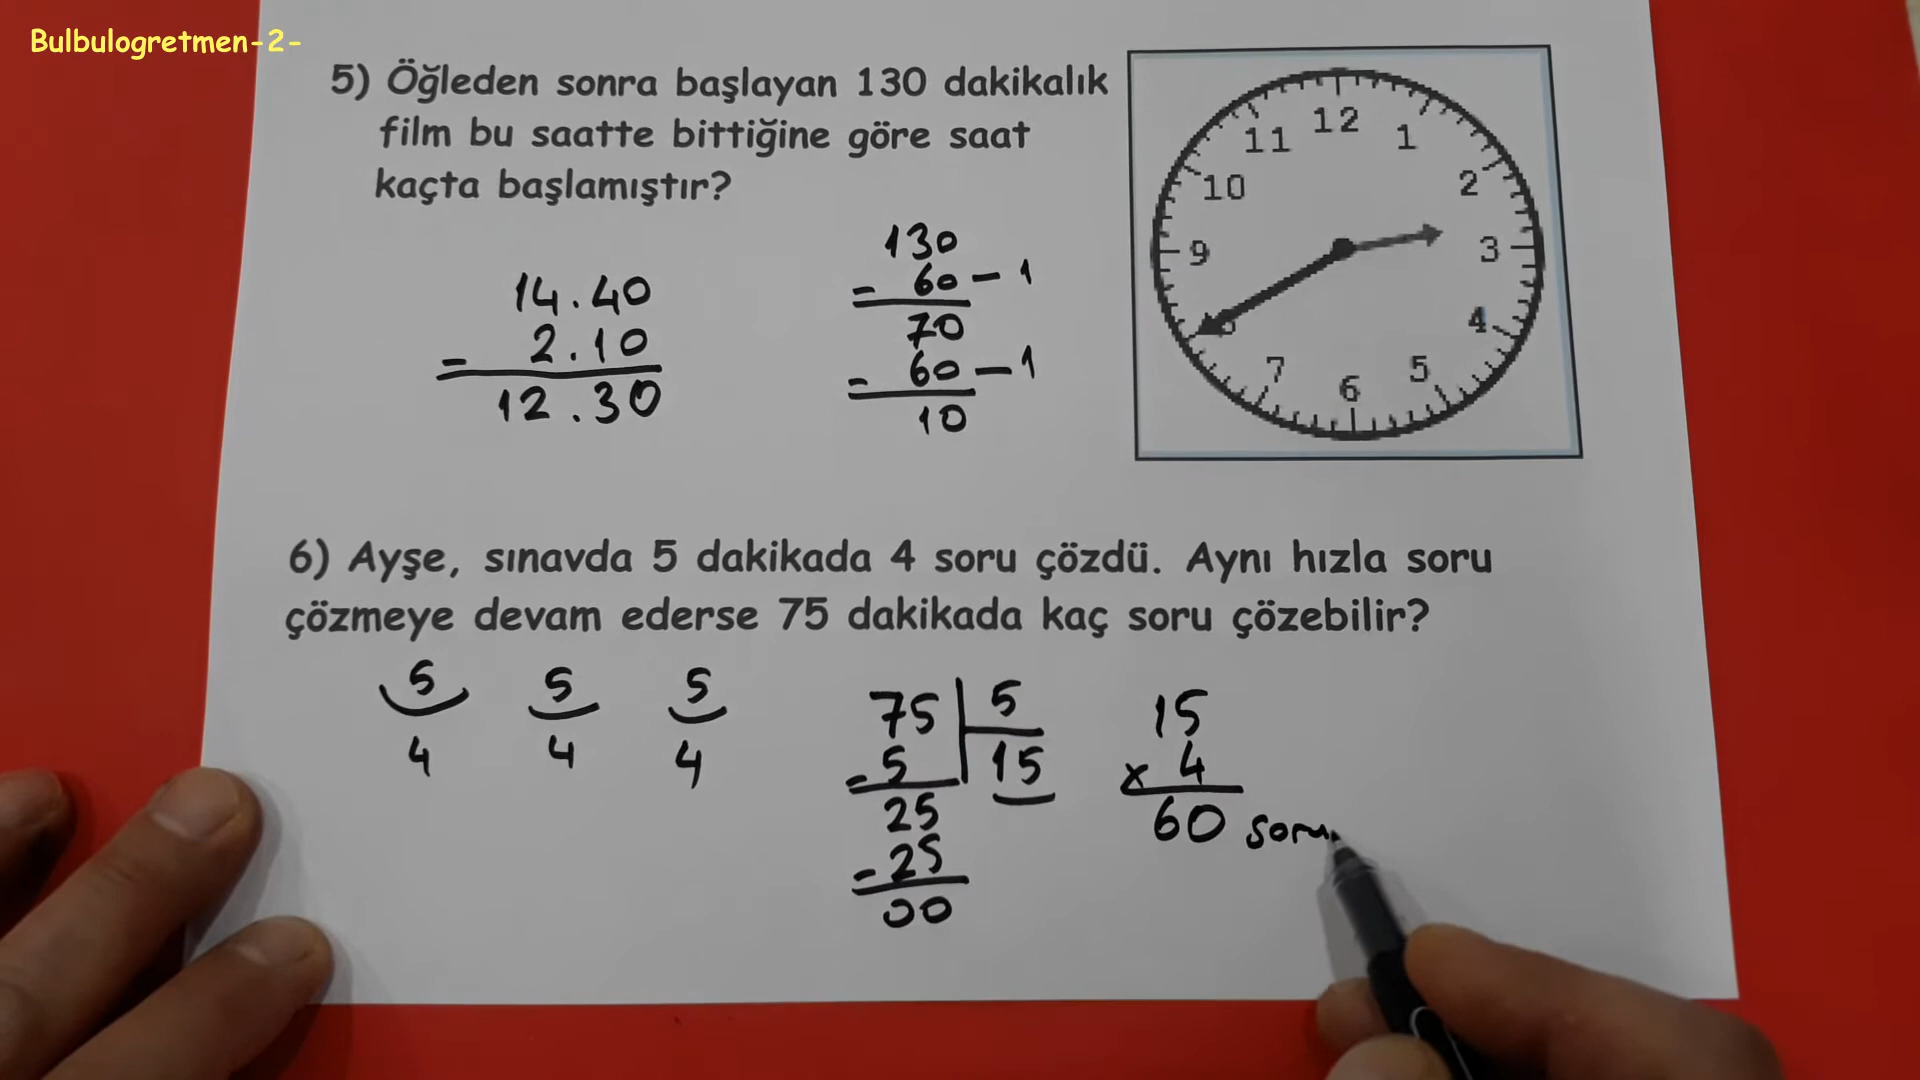 Bulbulogretmen-2-
5) Öğleden sonra başlayan 130 dakikalık
film bu saatte bittiğine göre saat
kaçta başlamıştır?
14.40
- 2.10
12.30
130
- 60 - 1
70
- 60 - 1
10
12
11 1
10 2
9 3
4
7 5
6
6) Ayşe, sınavda 5 dakikada 4 soru çözdü. Aynı hızla soru
çözmeye devam ederse 75 dakikada kaç soru çözebilir?
5 5 5
4 4 4
75 5
- 5 15
25
- 25
00
15
x 4
60 soru